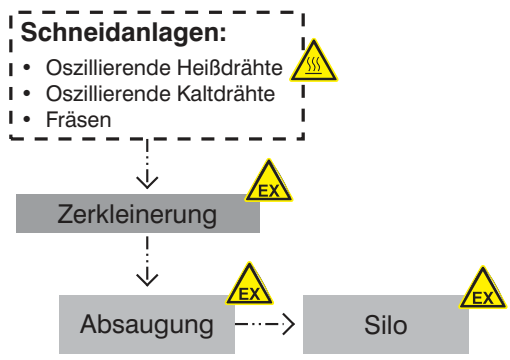 Schneidanlagen:
• Oszillierende Heißdrähte
• Oszillierende Kaltdrähte
• Fräsen
EX
Zerkleinerung
EX
EX
Absaugung
Silo